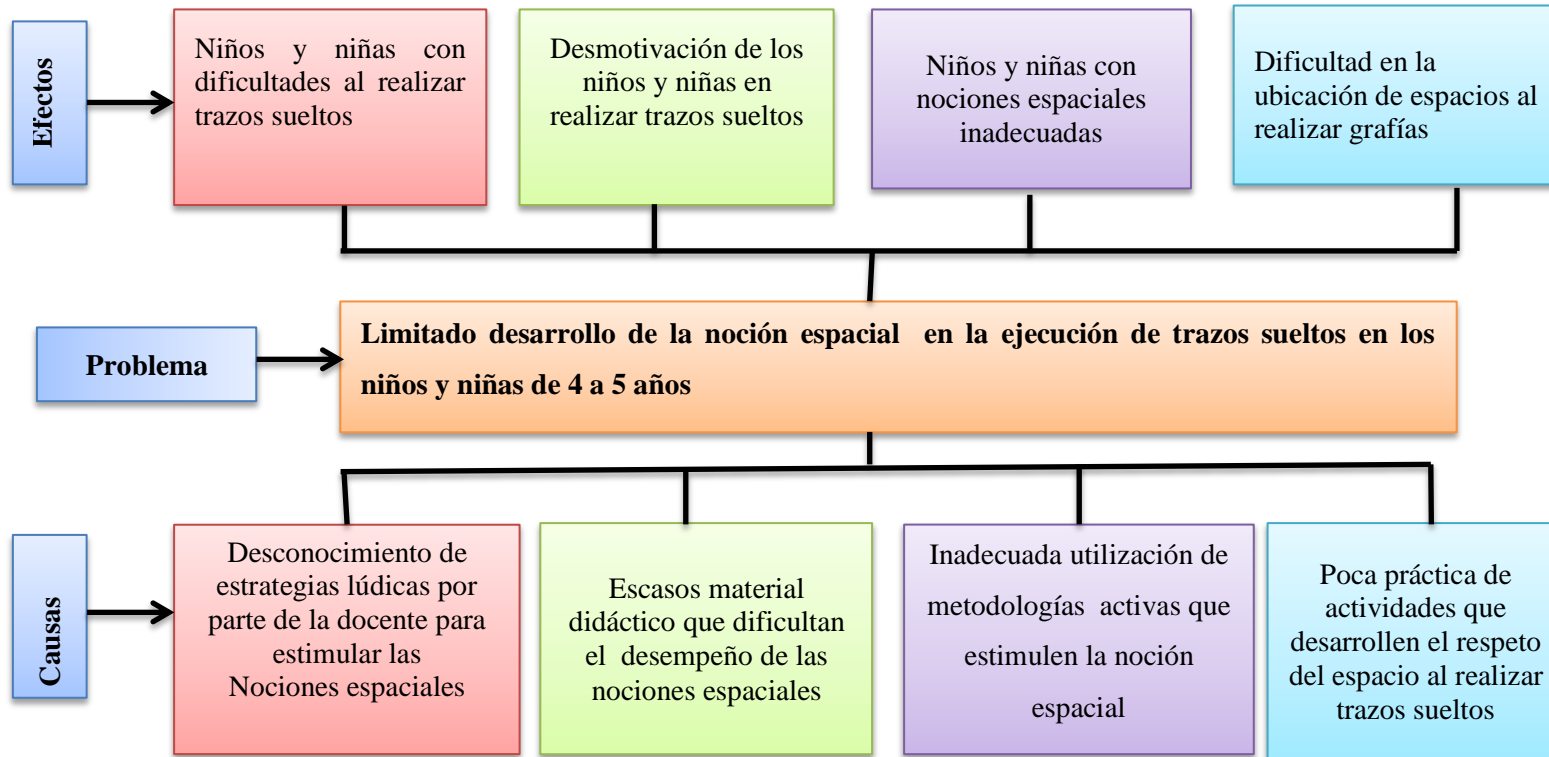 Efectos
Niños y niñas con
dificultades al realizar
trazos sueltos
Desmotivación de los
niños y niñas en
realizar trazos sueltos
Niños y niñas con
nociones espaciales
inadecuadas
Dificultad en la
ubicación de espacios al
realizar grafías
Problema
Limitado desarrollo de la noción espacial en la ejecución de trazos sueltos en los
niños y niñas de 4 a 5 años
Causas
Desconocimiento de
estrategias lúdicas por
parte de la docente para
estimular las
Nociones espaciales
Escasos material
didáctico que dificultan
el desempeño de las
nociones espaciales
Inadecuada utilización de
metodologías activas que
estimulen la noción
espacial
Poca práctica de
actividades que
desarrollen el respeto
del espacio al realizar
trazos sueltos